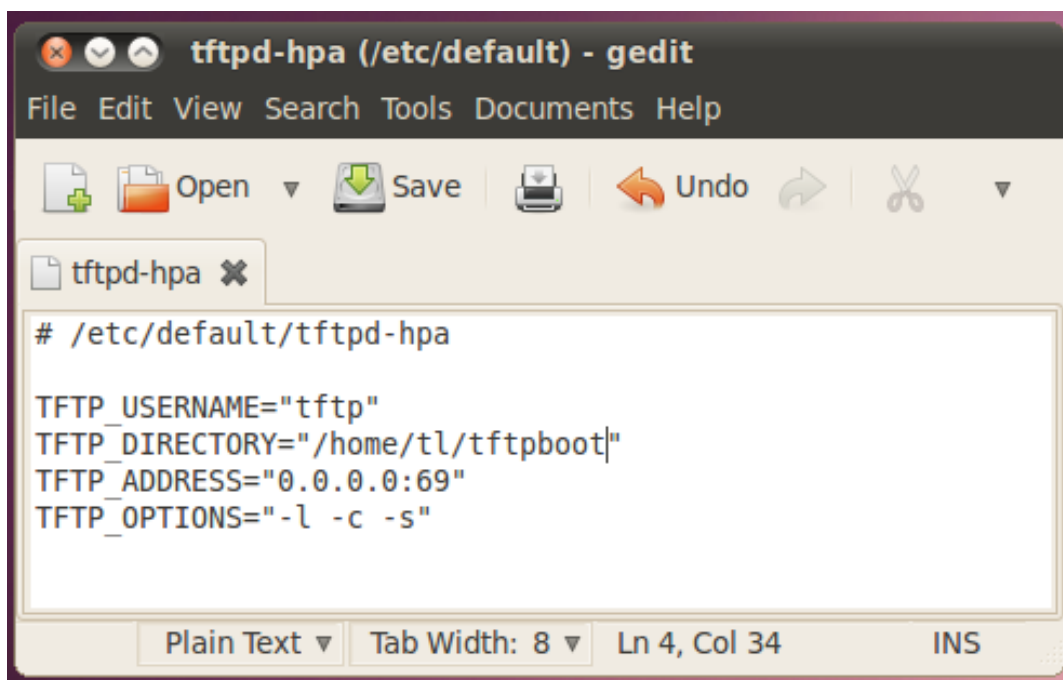 tftpd-hpa (/etc/default) - gedit
File Edit View Search Tools Documents Help
Open Save Undo
tftpd-hpa
# /etc/default/tftpd-hpa
TFTP_USERNAME="tftp"
TFTP_DIRECTORY="/home/tl/tftpboot"
TFTP_ADDRESS="0.0.0.0:69"
TFTP_OPTIONS="-l -c -s"
Plain Text Tab Width: 8 Ln 4, Col 34 INS